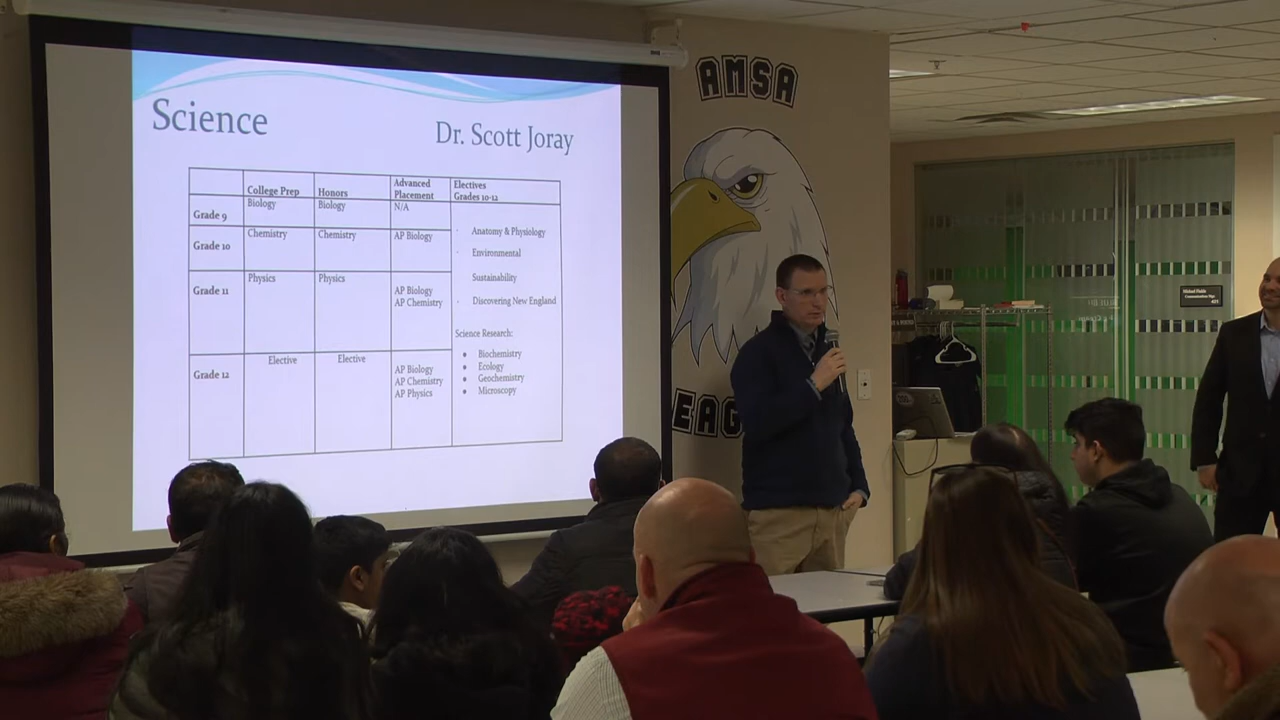 Science
Dr. Scott Joray
College Prep
Honors
Advanced
Placement
Electives
Grades 10-12
Grade 9
Biology
Biology
N/A
Grade 10
Chemistry
Chemistry
AP Biology
Grade 11
Physics
Physics
AP Biology
AP Chemistry
Grade 12
Elective
Elective
AP Biology
AP Chemistry
AP Physics
Anatomy & Physiology
Environmental
Sustainability
Discovering New England
Science Research:
Biochemistry
Ecology
Geochemistry
Microscopy
AMSA
EAG